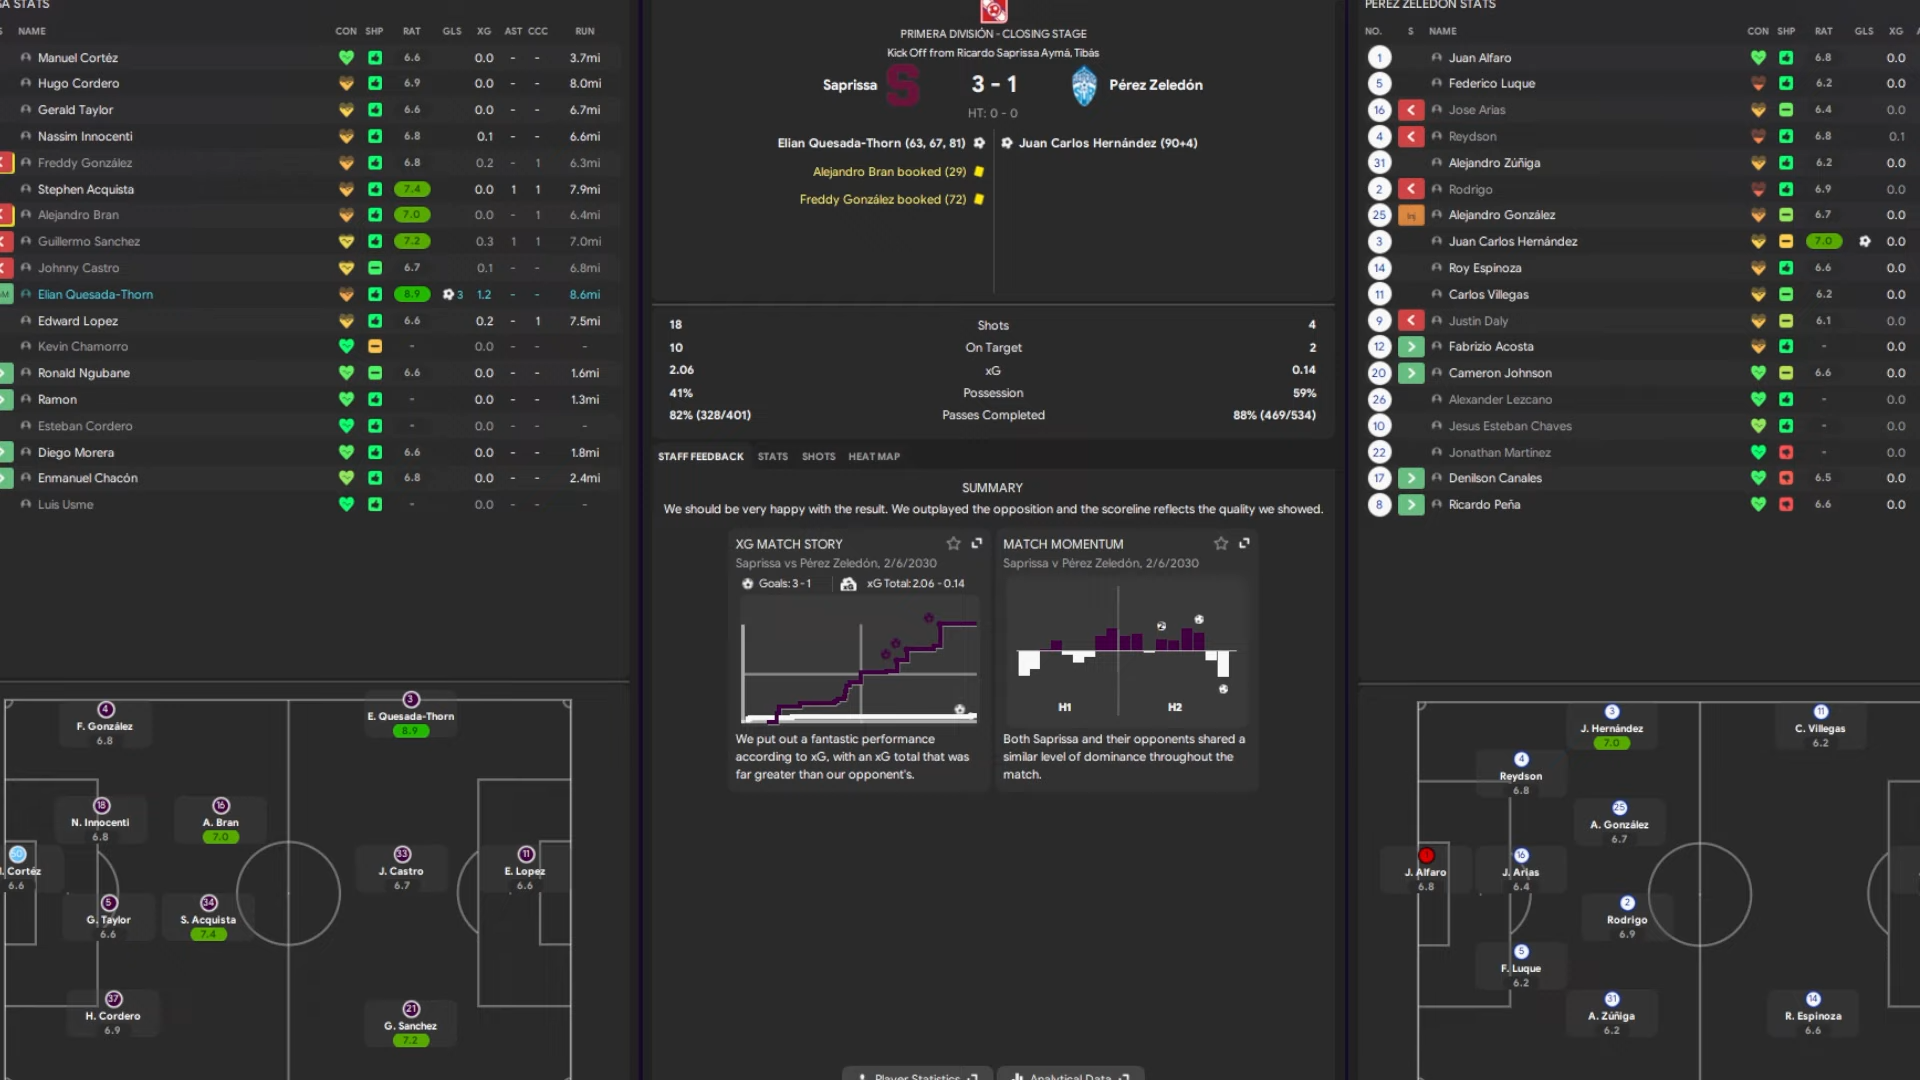 SA STATS
NAME CON SHP RAT GLS XG AST CCC RUN
Manuel Cortéz 6.6 0.0 - - 3.7mi
Hugo Cordero 6.9 0.0 - - 8.0mi
Gerald Taylor 6.6 0.0 - - 6.7mi
Nassim Innocenti 6.8 0.1 - - 6.6mi
Freddy González 6.8 0.2 - 1 6.3mi
Stephen Acquista 7.4 0.0 1 1 7.9mi
Alejandro Bran 7.0 0.0 - 1 6.4mi
Guillermo Sanchez 7.2 0.3 1 1 7.0mi
Johnny Castro 6.7 0.1 - - 6.8mi
Elian Quesada-Thorn 8.9 3 1.2 - - 8.6mi
Edward Lopez 6.6 0.2 - 1 7.5mi
Kevin Chamorro - 0.0 - - -
Ronald Ngubane 6.6 0.0 - - 1.6mi
Ramon - 0.0 - - 1.3mi
Esteban Cordero - 0.0 - - -
Diego Morera 6.6 0.0 - - 1.8mi
Enmanuel Chacón 6.8 0.0 - - 2.4mi
Luis Usme - 0.0 - - -
4
F. González
6.8
3
E. Quesada-Thorn
8.9
18
N. Innocenti
6.8
16
A. Bran
7.0
Cortéz
6.6
33
J. Castro
6.7
11
E. Lopez
6.6
5
G. Taylor
6.6
34
S. Acquista
7.4
37
H. Cordero
6.9
21
G. Sanchez
7.2
PRIMERA DIVISIÓN - CLOSING STAGE
Kick Off from Ricardo Saprissa Aymá, Tibás
Saprissa S 3 - 1 Pérez Zeledón
HT: 0 - 0
Elian Quesada-Thorn (63, 67, 81) Juan Carlos Hernández (90+4)
Alejandro Bran booked (29)
Freddy González booked (72)
18 Shots 4
10 On Target 2
2.06 xG 0.14
41% Possession 59%
82% (328/401) Passes Completed 88% (469/534)
STAFF FEEDBACK STATS SHOTS HEAT MAP
SUMMARY
We should be very happy with the result. We outplayed the opposition and the scoreline reflects the quality we showed.
XG MATCH STORY
Saprissa vs Pérez Zeledón, 2/6/2030
Goals: 3 - 1 xG Total: 2.06 - 0.14
We put out a fantastic performance
according to xG, with an xG total that was
far greater than our opponent's.
MATCH MOMENTUM
Saprissa v Pérez Zeledón, 2/6/2030
2
H1 H2
Both Saprissa and their opponents shared a
similar level of dominance throughout the
match.
Player Statistics Analytical Data
PÉREZ ZELEDÓN STATS
NO. S NAME CON SHP RAT GLS XG
1 Juan Alfaro 6.8 0.0
5 Federico Luque 6.2 0.0
16 Jose Arias 6.4 0.0
4 Reydson 6.8 0.1
31 Alejandro Zúñiga 6.2 0.0
2 Rodrigo 6.9 0.0
25 Inj Alejandro González 6.7 0.0
3 Juan Carlos Hernández 7.0 0.0
14 Roy Espinoza 6.6 0.0
11 Carlos Villegas 6.2 0.0
9 Justin Daly 6.1 0.0
12 Fabrizio Acosta - 0.0
20 Cameron Johnson 6.6 0.0
26 Alexander Lezcano - 0.0
10 Jesus Esteban Chaves - 0.0
22 Jonathan Martínez - 0.0
17 Denilson Canales 6.5 0.0
8 Ricardo Peña 6.6 0.0
3
J. Hernández
7.0
11
C. Villegas
6.2
4
Reydson
6.8
25
A. González
6.7
J. Alfaro
6.8
16
J. Arias
6.4
2
Rodrigo
6.9
5
F. Luque
6.2
31
A. Zúñiga
6.2
14
R. Espinoza
6.6